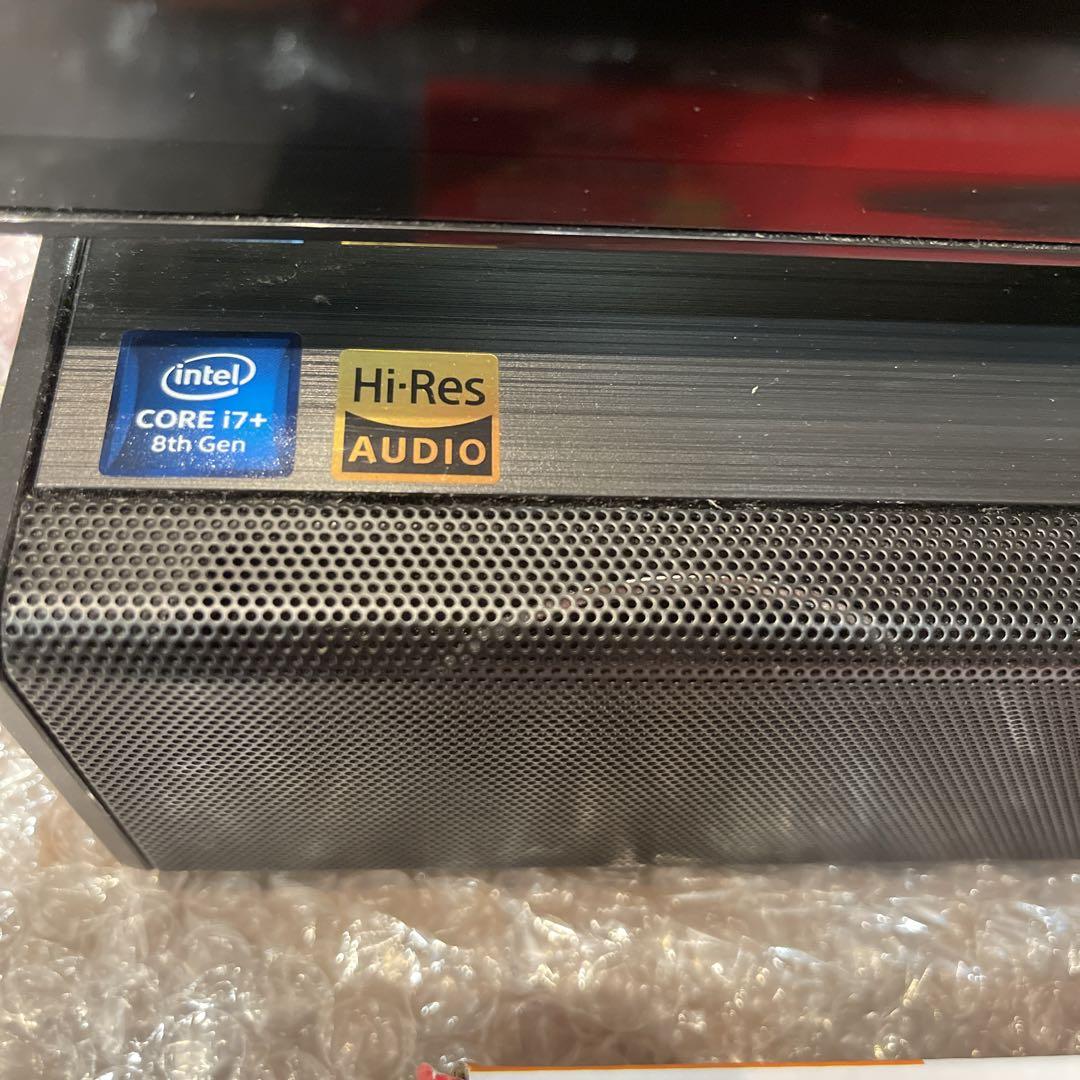 intel
CORE i7+
8th Gen
Hi-Res
AUDIO